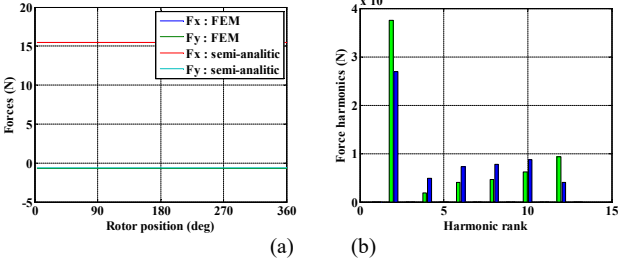 20
15
10
5
0
-5
0 90 180 270 360
Forces (N)
Rotor position (deg)
Fx : FEM
Fy : FEM
Fx : semi-analitic
Fy : semi-analitic
(a)
4
3
2
1
0
0 5 10 15
Force harmonics (N)
Harmonic rank
(b)